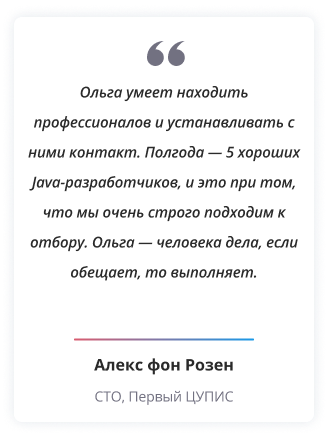 “
Ольга умеет находить
профессионалов и устанавливать с
ними контакт. Полгода — 5 хороших
Java-разработчиков, и это при том,
что мы очень строго подходим к
отбору. Ольга — человека дела, если
обещает, то выполняет.
Алекс фон Розен
СТО, Первый ЦУПИС